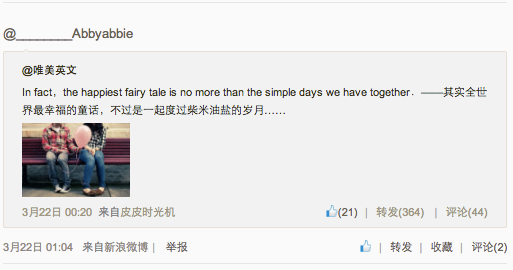 @________Abbyabbie
@唯美英文
In fact，the happiest fairy tale is no more than the simple days we have together．——其实全世
界最幸福的童话，不过是一起度过柴米油盐的岁月……
3月22日 00:20 来自皮皮时光机 (21) | 转发(364) | 评论(44)
3月22日 01:04 来自新浪微博 | 举报 | 转发 | 收藏 | 评论(2)